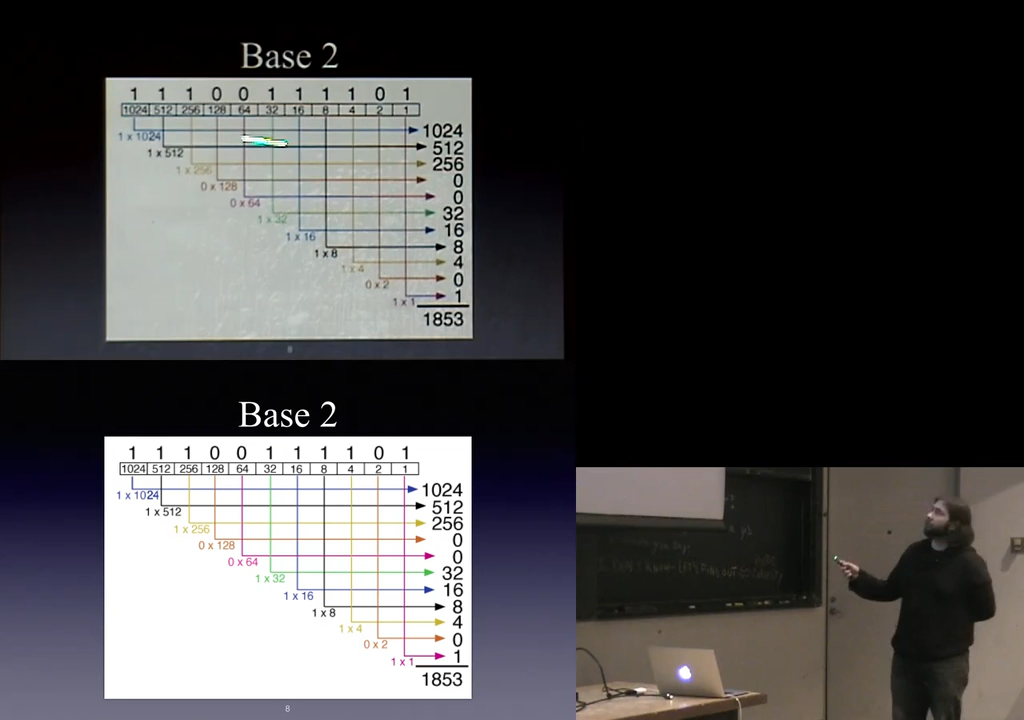 Base 2
1 1 1 0 0 1 1 1 1 0 1
1024 512 256 128 64 32 16 8 4 2 1
1 x 1024 1024
1 x 512 512
1 x 256 256
0 x 128 0
0 x 64 0
1 x 32 32
1 x 16 16
1 x 8 8
1 x 4 4
0 x 2 0
1 x 1 1
1853
8
Base 2
1 1 1 0 0 1 1 1 1 0 1
1024 512 256 128 64 32 16 8 4 2 1
1 x 1024 1024
1 x 512 512
1 x 256 256
0 x 128 0
0 x 64 0
1 x 32 32
1 x 16 16
1 x 8 8
1 x 4 4
0 x 2 0
1 x 1 1
1853
8